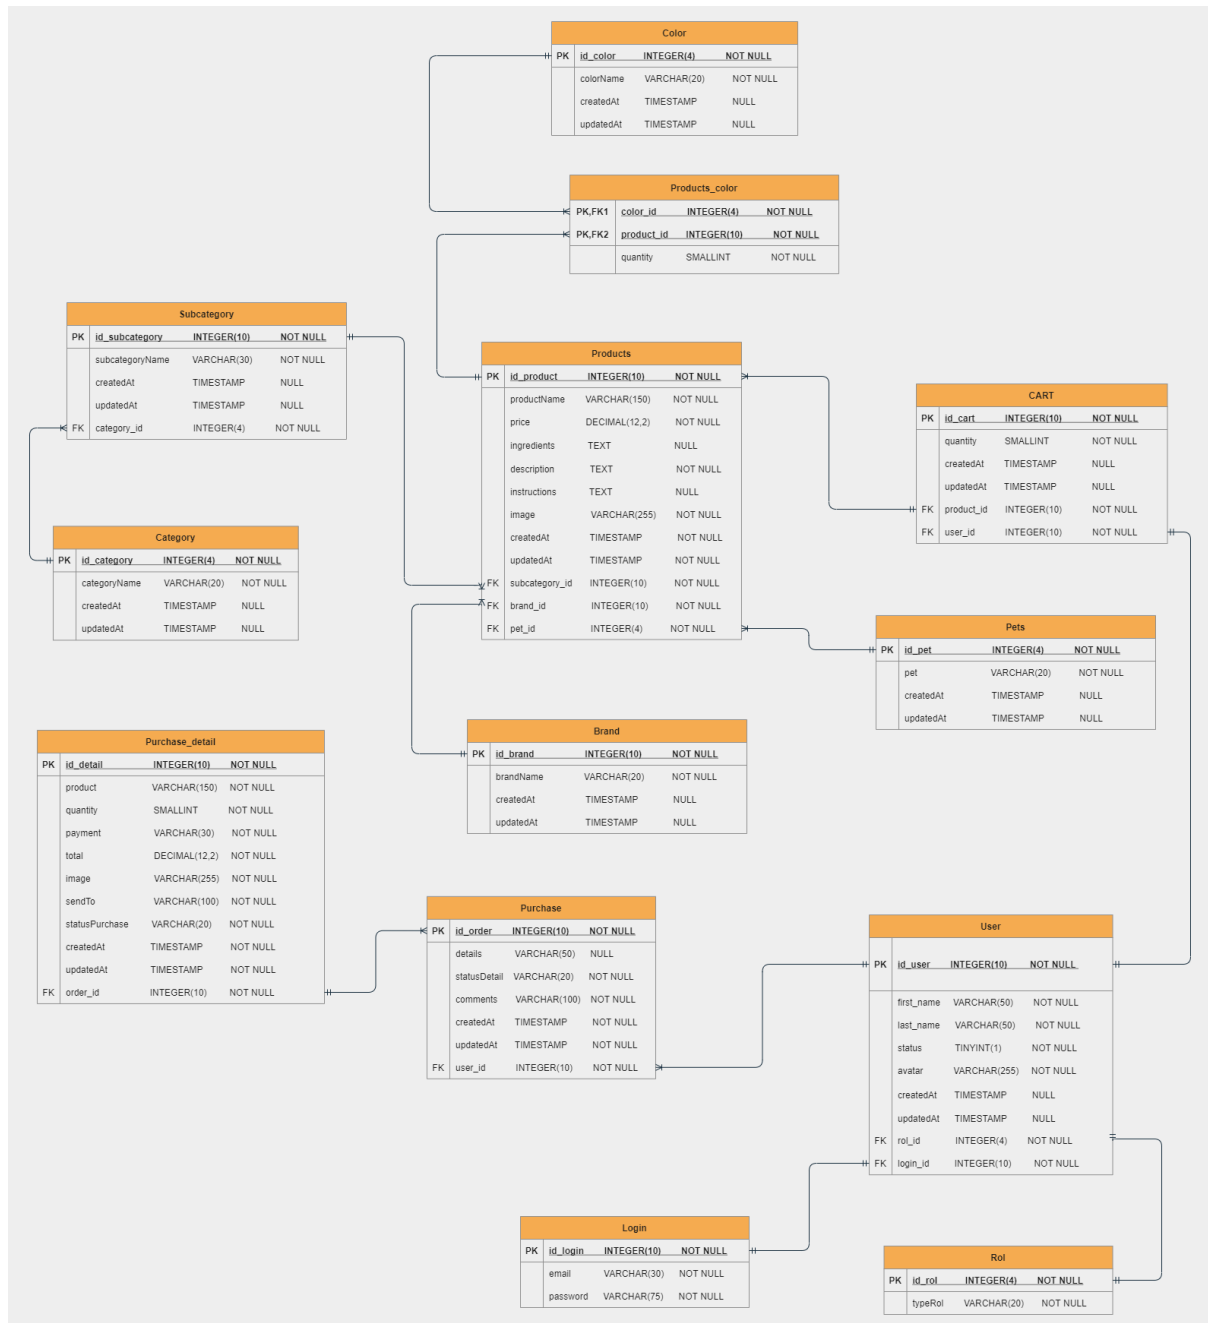 Color
PK id_color INTEGER(4) NOT NULL
colorName VARCHAR(20) NOT NULL
createdAt TIMESTAMP NULL
updatedAt TIMESTAMP NULL
Products_color
PK,FK1 color_id INTEGER(4) NOT NULL
PK,FK2 product_id INTEGER(10) NOT NULL
quantity SMALLINT NOT NULL
Subcategory
PK id_subcategory INTEGER(10) NOT NULL
subcategoryName VARCHAR(30) NOT NULL
createdAt TIMESTAMP NULL
updatedAt TIMESTAMP NULL
FK category_id INTEGER(4) NOT NULL
Products
PK id_product INTEGER(10) NOT NULL
productName VARCHAR(150) NOT NULL
price DECIMAL(12,2) NOT NULL
ingredients TEXT NULL
description TEXT NOT NULL
instructions TEXT NULL
image VARCHAR(255) NOT NULL
createdAt TIMESTAMP NOT NULL
updatedAt TIMESTAMP NOT NULL
FK subcategory_id INTEGER(10) NOT NULL
FK brand_id INTEGER(10) NOT NULL
FK pet_id INTEGER(4) NOT NULL
CART
PK id_cart INTEGER(10) NOT NULL
quantity SMALLINT NOT NULL
createdAt TIMESTAMP NULL
updatedAt TIMESTAMP NULL
FK product_id INTEGER(10) NOT NULL
FK user_id INTEGER(10) NOT NULL
Category
PK id_category INTEGER(4) NOT NULL
categoryName VARCHAR(20) NOT NULL
createdAt TIMESTAMP NULL
updatedAt TIMESTAMP NULL
Pets
PK id_pet INTEGER(4) NOT NULL
pet VARCHAR(20) NOT NULL
createdAt TIMESTAMP NULL
updatedAt TIMESTAMP NULL
Brand
PK id_brand INTEGER(10) NOT NULL
brandName VARCHAR(20) NOT NULL
createdAt TIMESTAMP NULL
updatedAt TIMESTAMP NULL
Purchase_detail
PK id_detail INTEGER(10) NOT NULL
product VARCHAR(150) NOT NULL
quantity SMALLINT NOT NULL
payment VARCHAR(30) NOT NULL
total DECIMAL(12,2) NOT NULL
image VARCHAR(255) NOT NULL
sendTo VARCHAR(100) NOT NULL
statusPurchase VARCHAR(20) NOT NULL
createdAt TIMESTAMP NOT NULL
updatedAt TIMESTAMP NOT NULL
FK order_id INTEGER(10) NOT NULL
Purchase
PK id_order INTEGER(10) NOT NULL
details VARCHAR(50) NULL
statusDetail VARCHAR(20) NOT NULL
comments VARCHAR(100) NOT NULL
createdAt TIMESTAMP NOT NULL
updatedAt TIMESTAMP NOT NULL
FK user_id INTEGER(10) NOT NULL
User
PK id_user INTEGER(10) NOT NULL
first_name VARCHAR(50) NOT NULL
last_name VARCHAR(50) NOT NULL
status TINYINT(1) NOT NULL
avatar VARCHAR(255) NOT NULL
createdAt TIMESTAMP NULL
updatedAt TIMESTAMP NULL
FK rol_id INTEGER(4) NOT NULL
FK login_id INTEGER(10) NOT NULL
Login
PK id_login INTEGER(10) NOT NULL
email VARCHAR(30) NOT NULL
password VARCHAR(75) NOT NULL
Rol
PK id_rol INTEGER(4) NOT NULL
typeRol VARCHAR(20) NOT NULL